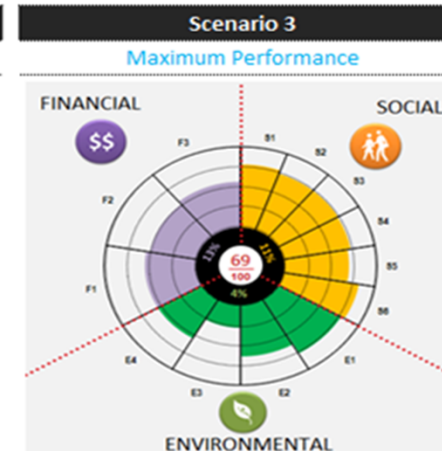 Scenario 3
Maximum Performance
FINANCIAL
SOCIAL
$$
F3
S1
S2
F2
S3
S4
13%
11%
69
100
F1
S5
4%
S6
E4
E1
E3
E2
ENVIRONMENTAL